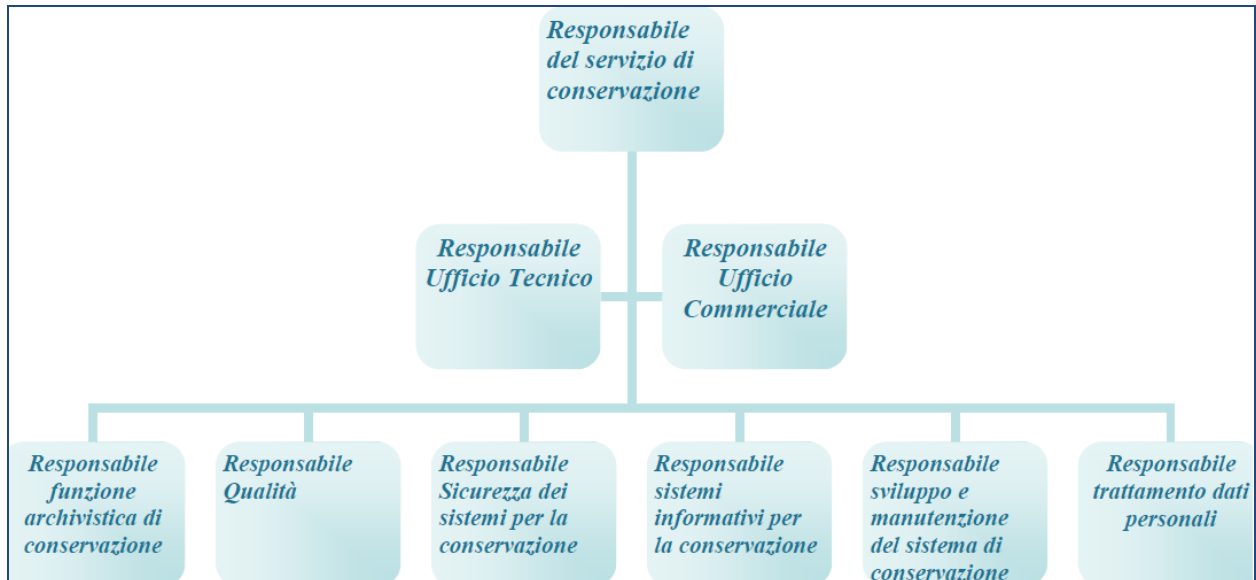 Responsabile
del servizio di
conservazione
Responsabile
Ufficio Tecnico
Responsabile
Ufficio
Commerciale
Responsabile
funzione
archivistica di
conservazione
Responsabile
Qualità
Responsabile
Sicurezza dei
sistemi per la
conservazione
Responsabile
sistemi
informativi per
la conservazione
Responsabile
sviluppo e
manutenzione
del sistema di
conservazione
Responsabile
trattamento dati
personali